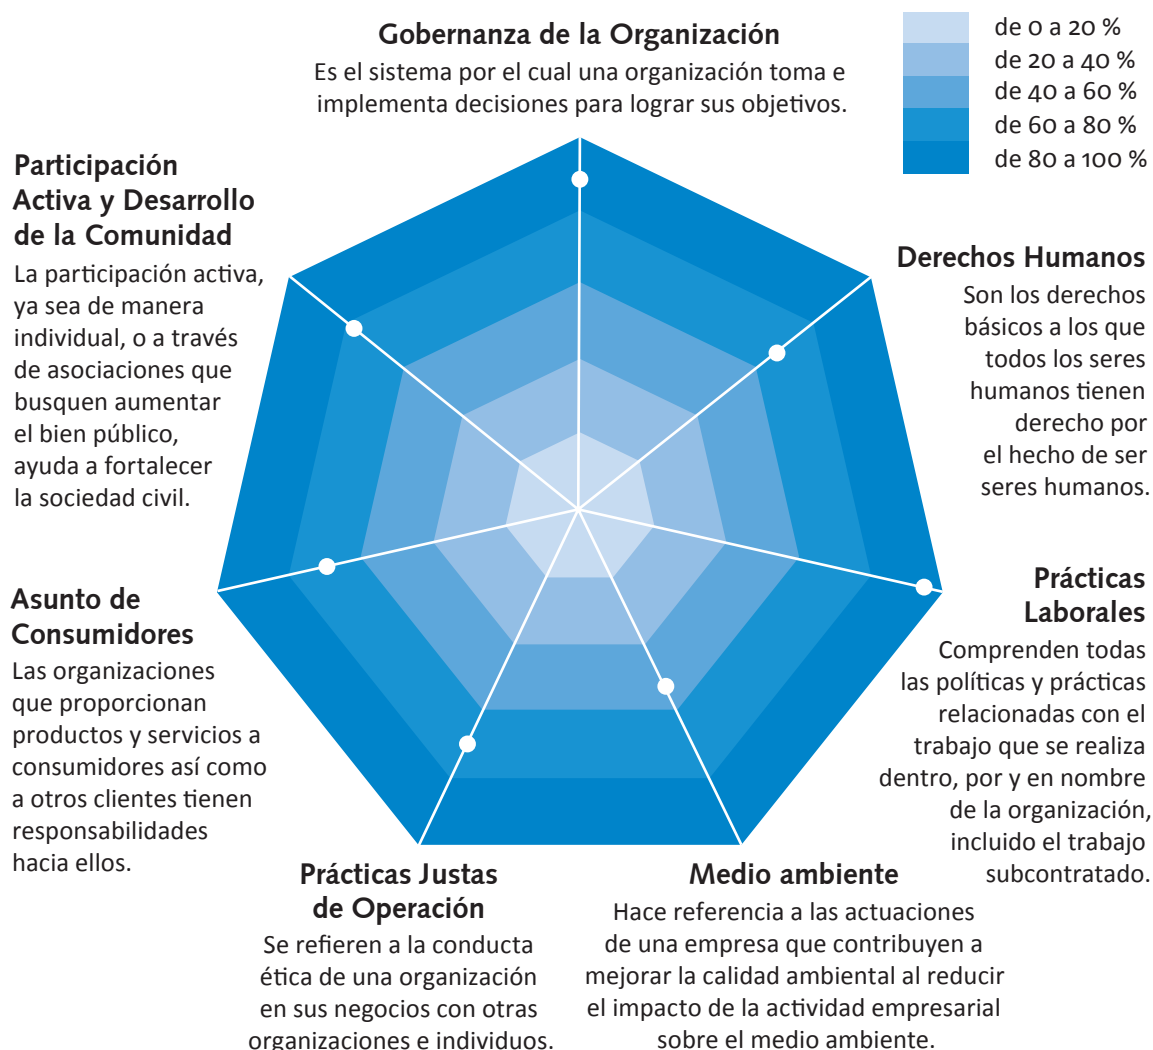 Gobernanza de la Organización
Es el sistema por el cual una organización toma e
implementa decisiones para lograr sus objetivos.
de 0 a 20 %
de 20 a 40 %
de 40 a 60 %
de 60 a 80 %
de 80 a 100 %
Participación
Activa y Desarrollo
de la Comunidad
La participación activa,
ya sea de manera
individual, o a través
de asociaciones que
busquen aumentar
el bien público,
ayuda a fortalecer
la sociedad civil.
Derechos Humanos
Son los derechos
básicos a los que
todos los seres
humanos tienen
derecho por
el hecho de ser
seres humanos.
Asunto de
Consumidores
Las organizaciones
que proporcionan
productos y servicios a
consumidores así como
a otros clientes tienen
responsabilidades
hacia ellos.
Prácticas
Laborales
Comprenden todas
las políticas y prácticas
relacionadas con el
trabajo que se realiza
dentro, por y en nombre
de la organización,
incluido el trabajo
subcontratado.
Prácticas Justas
de Operación
Se refieren a la conducta
ética de una organización
en sus negocios con otras
organizaciones e individuos.
Medio ambiente
Hace referencia a las actuaciones
de una empresa que contribuyen a
mejorar la calidad ambiental al reducir
el impacto de la actividad empresarial
sobre el medio ambiente.